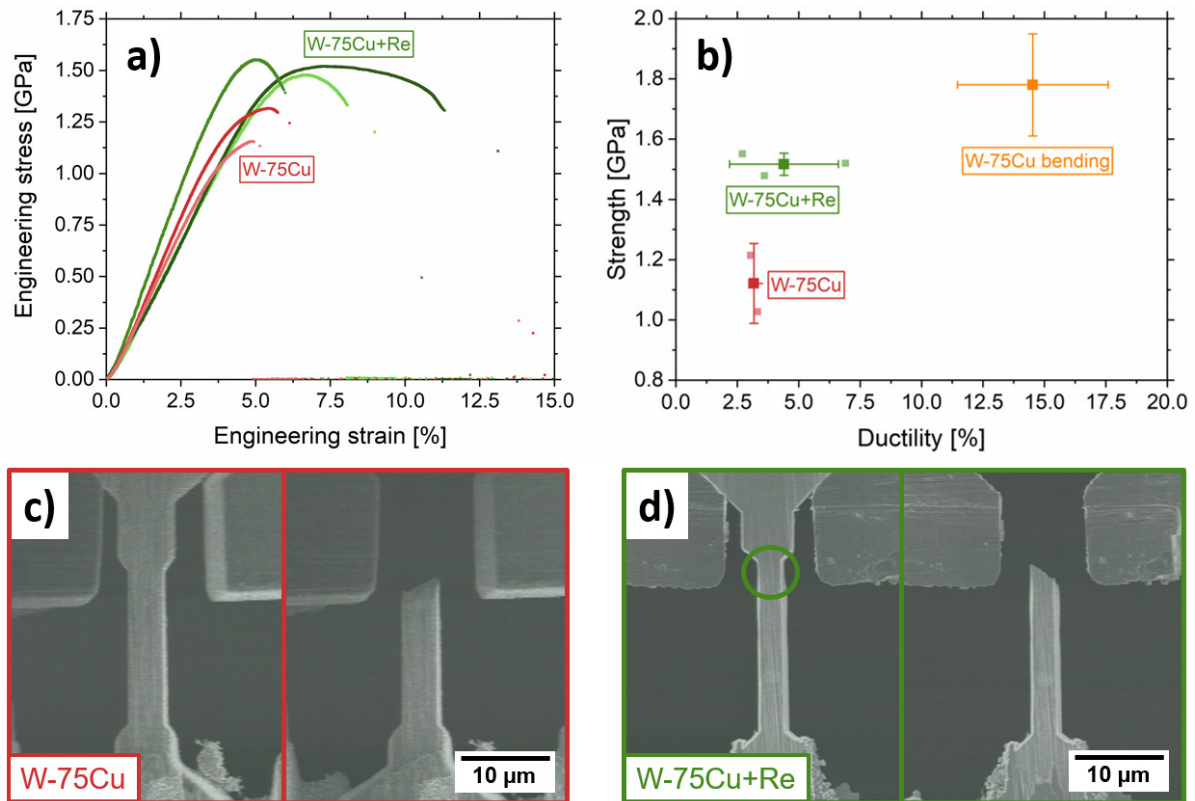 a)
W-75Cu+Re
W-75Cu
Engineering stress [GPa]
1.75
1.50
1.25
1.00
0.75
0.50
0.25
0.00
0.0 2.5 5.0 7.5 10.0 12.5 15.0
Engineering strain [%]
b)
W-75Cu bending
W-75Cu+Re
W-75Cu
Strength [GPa]
2.0
1.8
1.6
1.4
1.2
1.0
0.8
0.0 2.5 5.0 7.5 10.0 12.5 15.0 17.5 20.0
Ductility [%]
c)
W-75Cu
10 µm
d)
W-75Cu+Re
10 µm